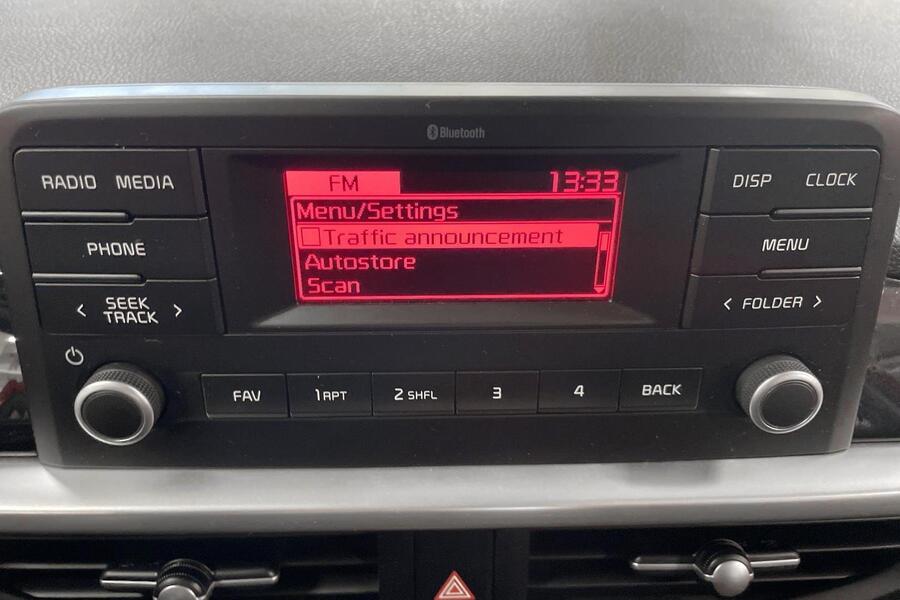 Bluetooth
RADIO MEDIA
FM 13:33
DISP CLOCK
Menu/Settings
Traffic announcement
Autostore
Scan
PHONE
MENU
< SEEK TRACK >
< FOLDER >
FAV 1 RPT 2 SHFL 3 4 BACK